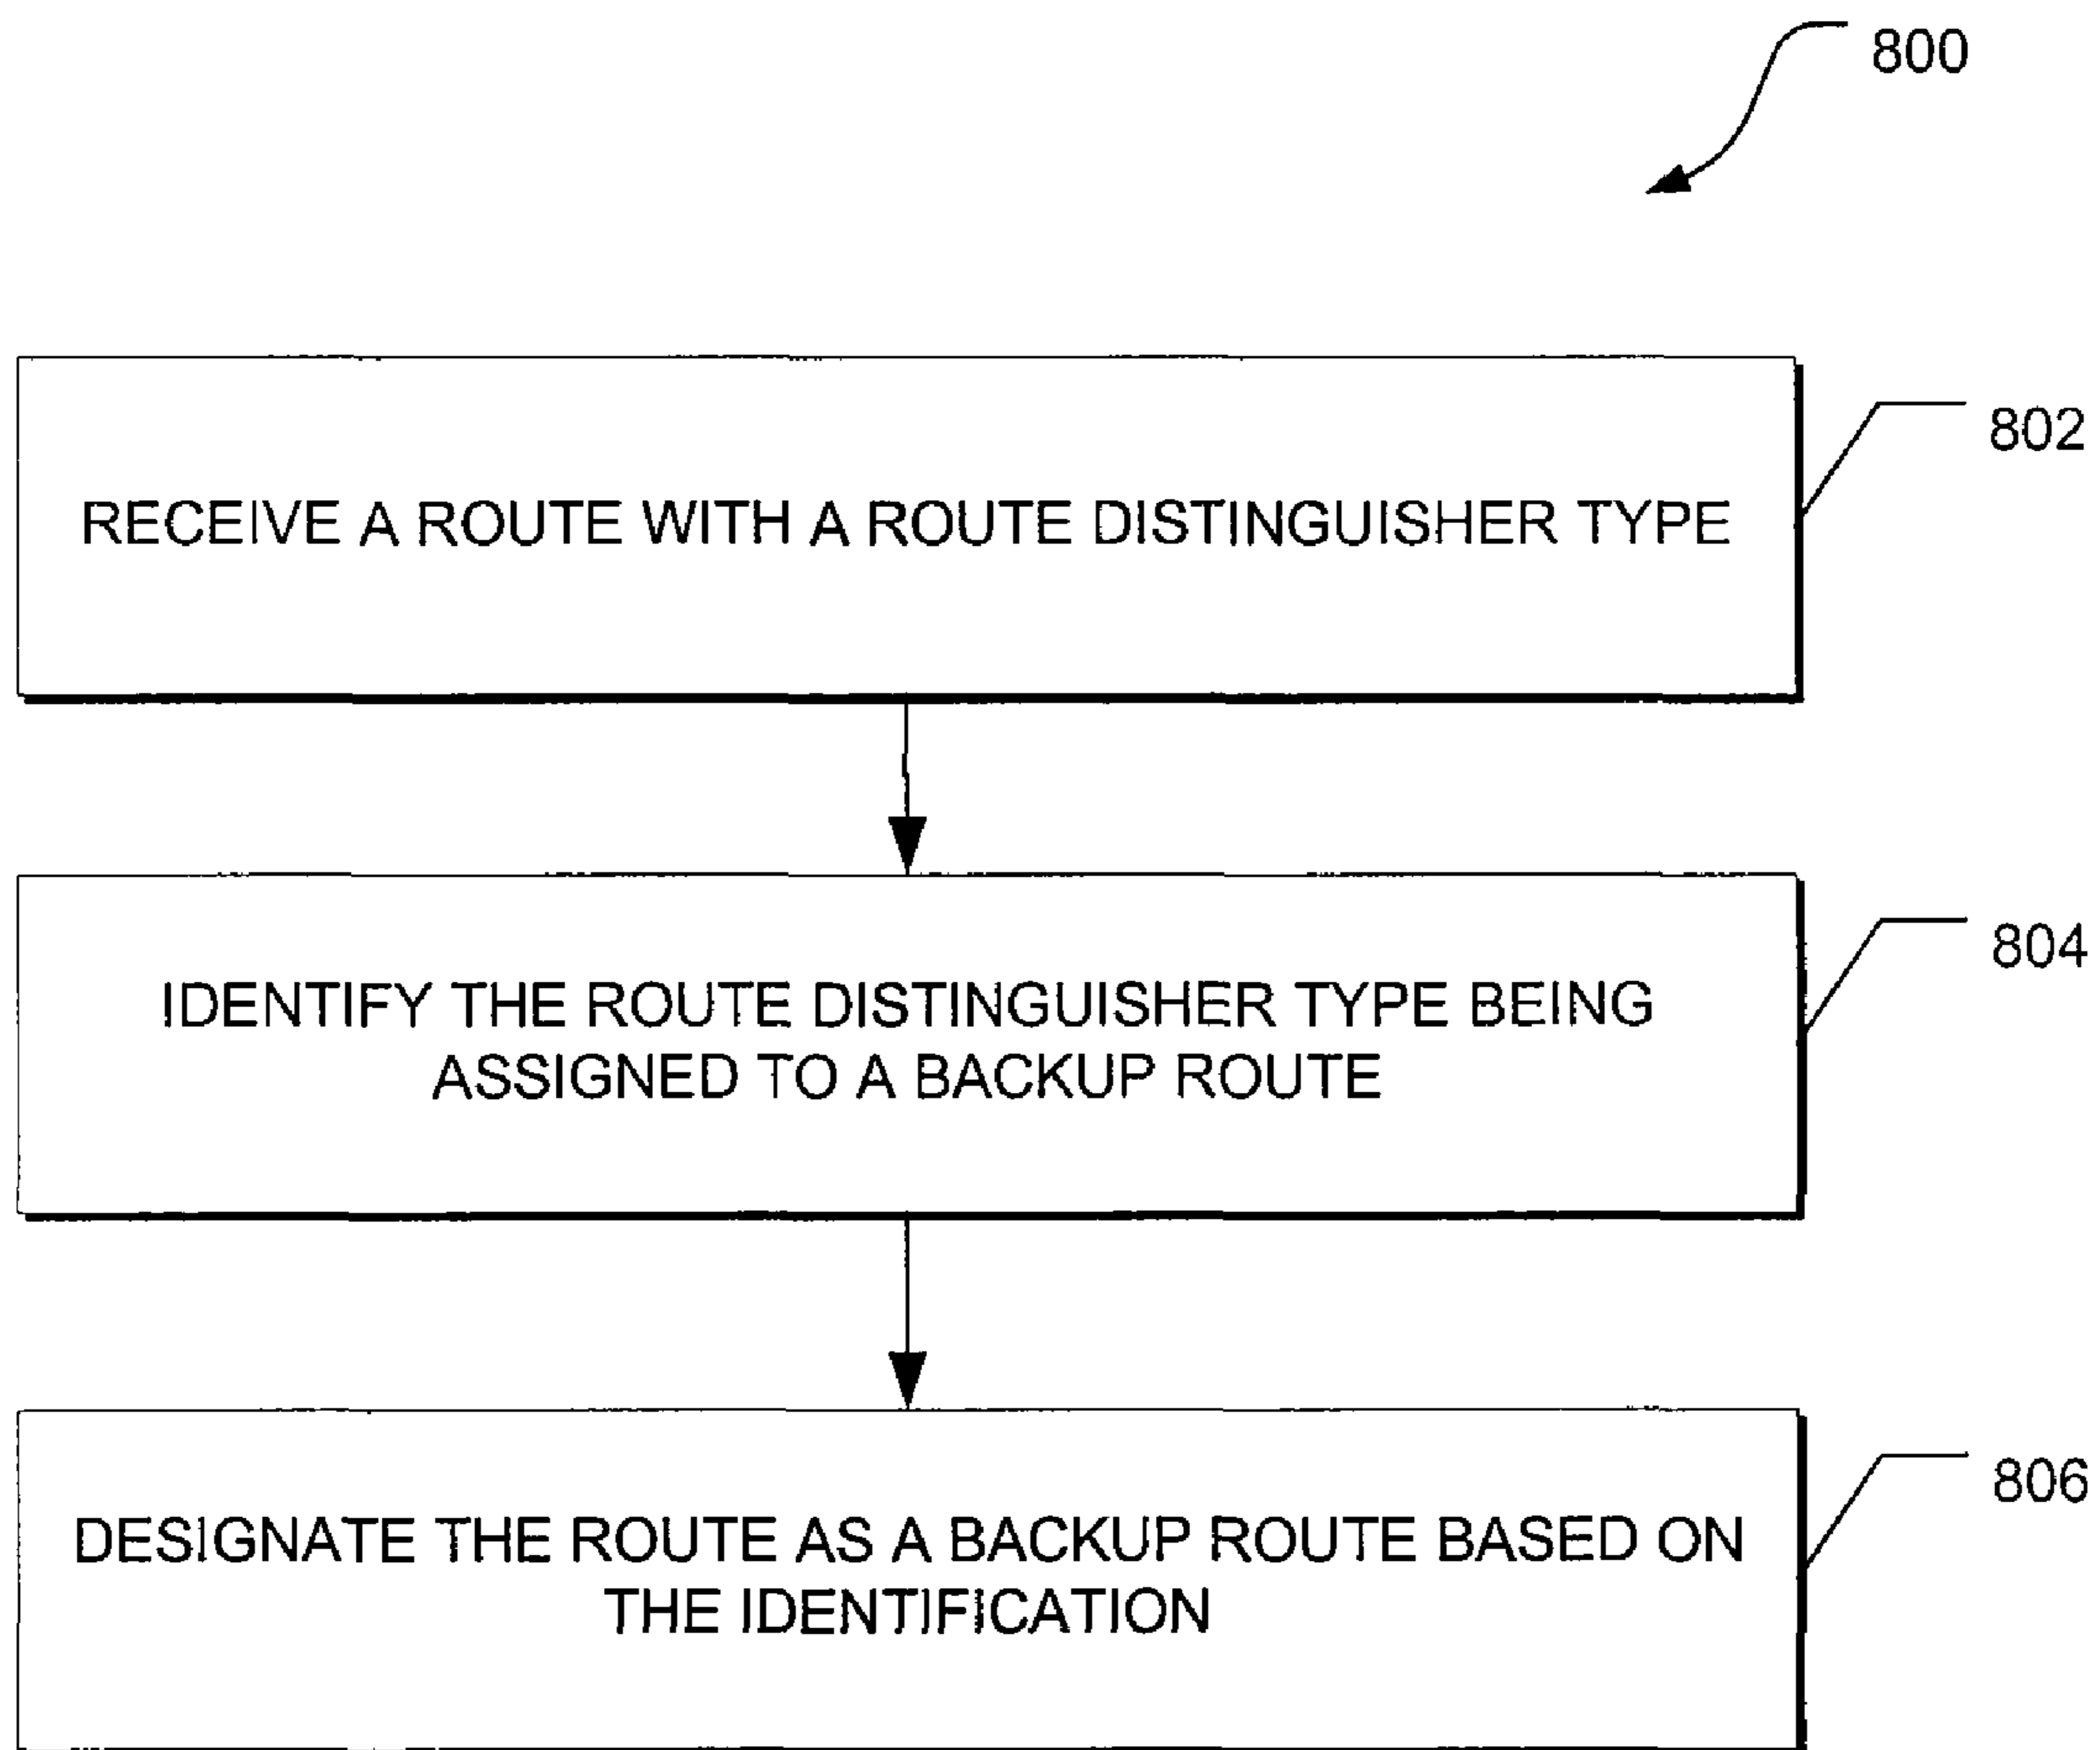 800
RECEIVE A ROUTE WITH A ROUTE DISTINGUISHER TYPE
802
IDENTIFY THE ROUTE DISTINGUISHER TYPE BEING
ASSIGNED TO A BACKUP ROUTE
804
DESIGNATE THE ROUTE AS A BACKUP ROUTE BASED ON
THE IDENTIFICATION
806